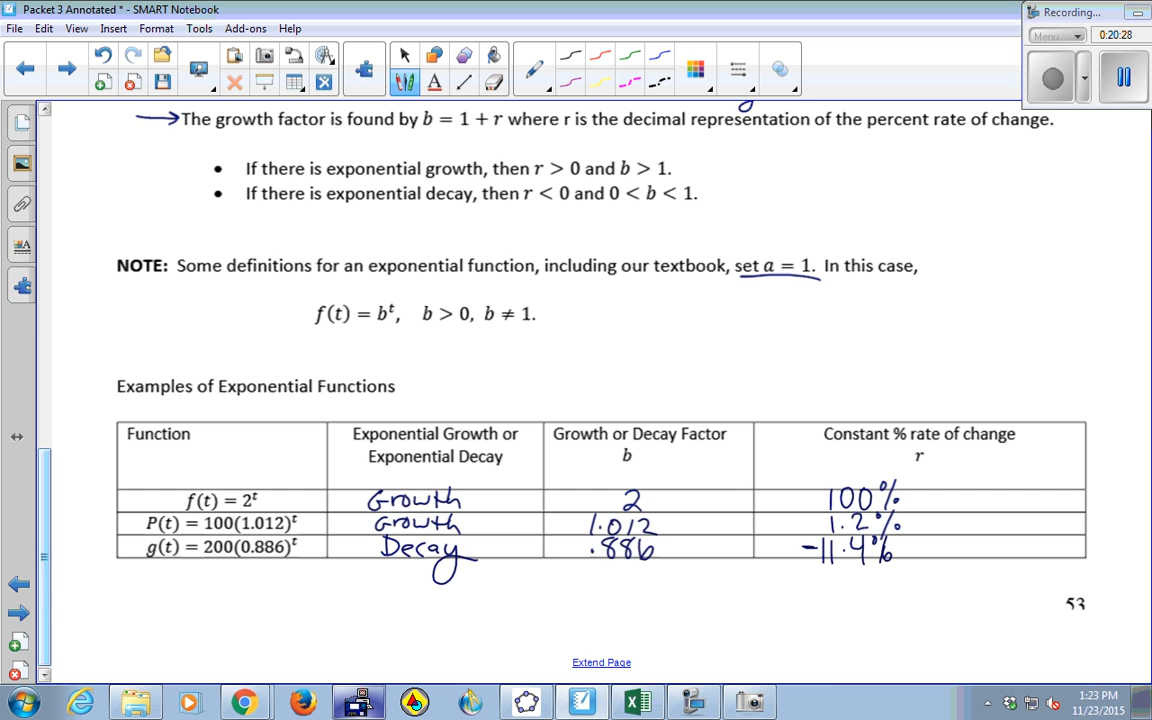 Packet 3 Annotated * - SMART Notebook
Recording...
File Edit View Insert Format Tools Add-ons Help
Menu
00:20:28
The growth factor is found by b = 1 + r where r is the decimal representation of the percent rate of change.
• If there is exponential growth, then r > 0 and b > 1.
• If there is exponential decay, then r < 0 and 0 < b < 1.
NOTE: Some definitions for an exponential function, including our textbook, set a = 1. In this case,
f(t) = bᵗ, b > 0, b ≠ 1.
Examples of Exponential Functions
Function Exponential Growth or Growth or Decay Factor Constant % rate of change
Exponential Decay b r
f(t) = 2ᵗ Growth 2 100%
P(t) = 100(1.012)ᵗ Growth 1.012 1.2%
g(t) = 200(0.886)ᵗ Decay .886 -11.4%
53
Extend Page
1:23 PM
11/23/2015